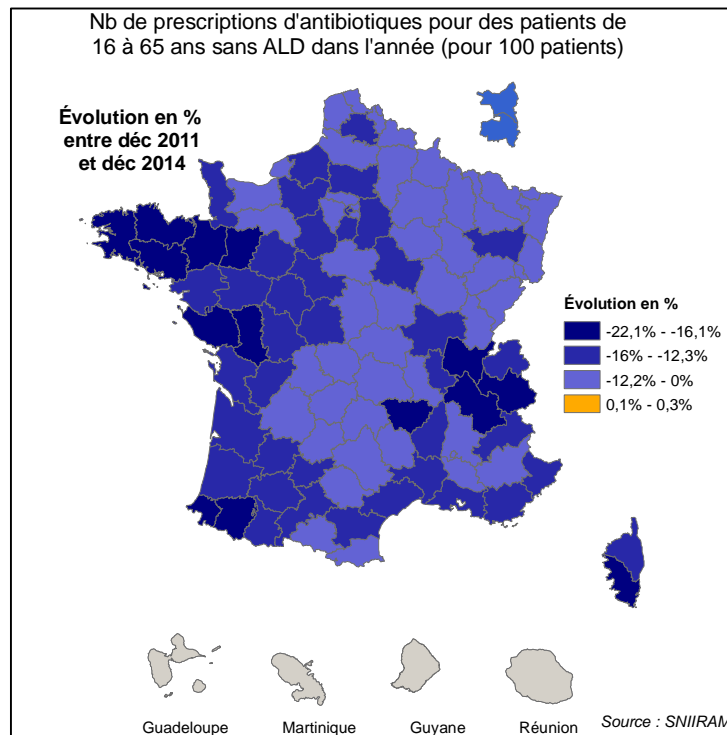 Nb de prescriptions d'antibiotiques pour des patients de
16 à 65 ans sans ALD dans l'année (pour 100 patients)
Évolution en %
entre déc 2011
et déc 2014
Évolution en %
-22,1% - -16,1%
-16% - -12,3%
-12,2% - 0%
0,1% - 0,3%
Guadeloupe Martinique Guyane Réunion Source : SNIIRAM